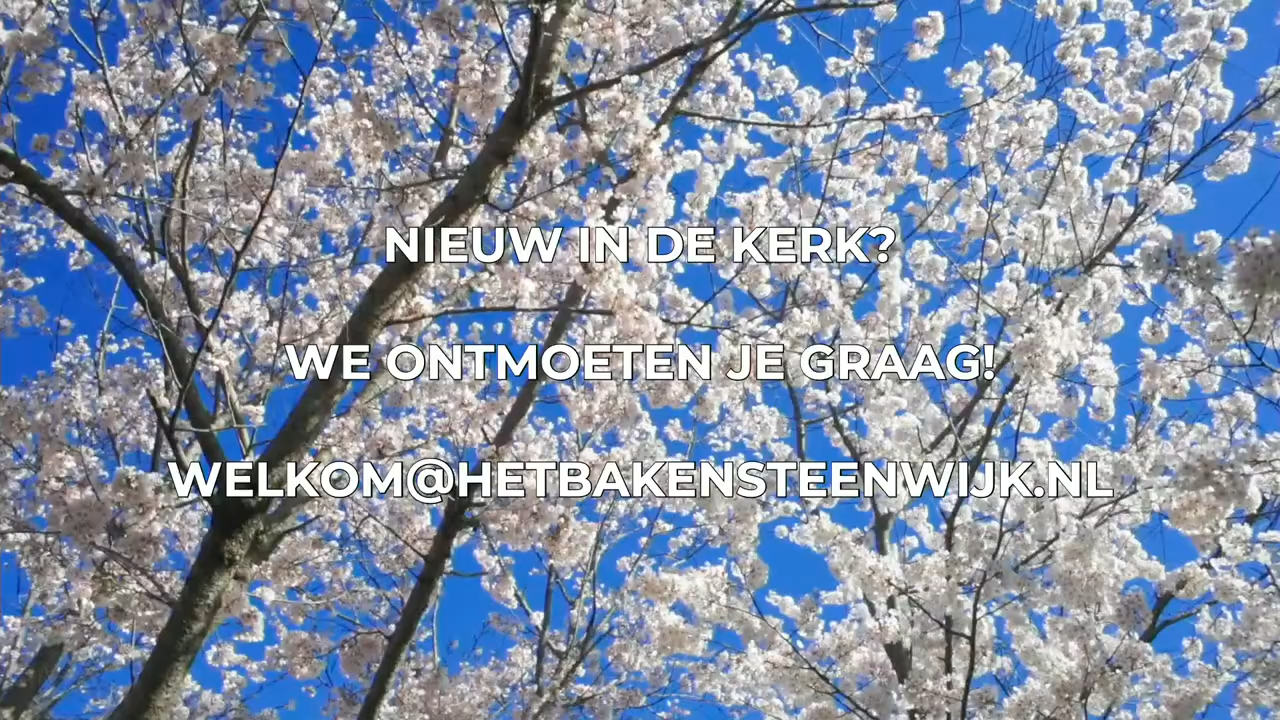 NIEUW IN DE KERK?
WE ONTMOETEN JE GRAAG!
WELKOM@HETBAKENSTEENWIJK.NL